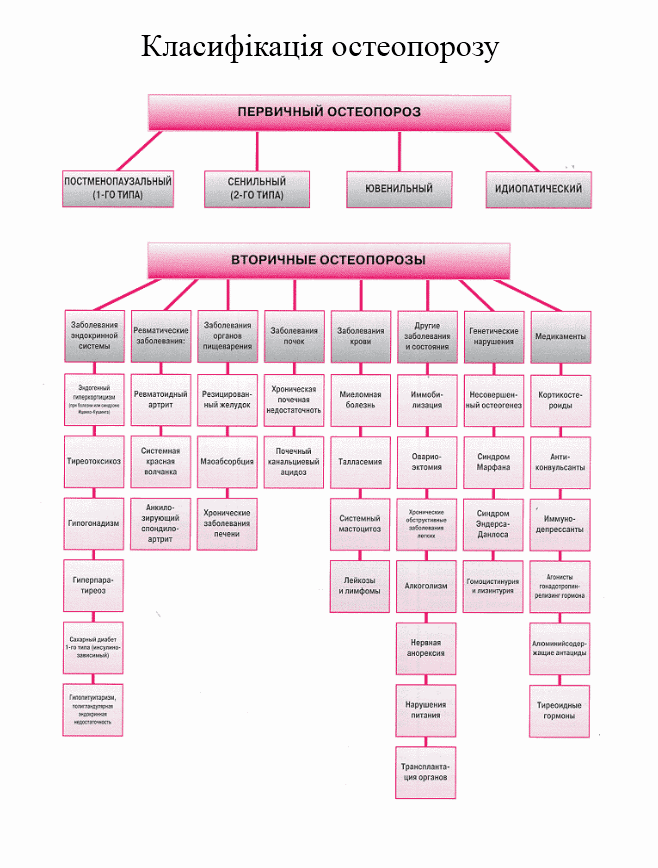 Класифікація остеопорозу
ПЕРВИЧНЫЙ ОСТЕОПОРОЗ
ПОСТМЕНОПАУЗАЛЬНЫЙ
(1-ГО ТИПА)
СЕНИЛЬНЫЙ
(2-ГО ТИПА)
ЮВЕНИЛЬНЫЙ
ИДИОПАТИЧЕСКИЙ
ВТОРИЧНЫЕ ОСТЕОПОРОЗЫ
Заболевания
эндокринной
системы
Эндогенный
гиперкортицизм
(при болезни или синдроме
Иценко-Кушинга)
Тиреотоксикоз
Гипогонадизм
Гиперпара-
тиреоз
Сахарный диабет
1-го типа (инсулино-
зависимый)
Гипопитуитаризм,
полигландулярная
эндокринная
недостаточность
Ревматические
заболевания:
Ревматоидный
артрит
Системная
красная
волчанка
Анкило-
зирующий
спондило-
артрит
Заболевания
органов
пищеварения
Резицирован-
ный желудок
Маоабсорбция
Хронические
заболевания
печени
Заболевания
почек
Хроническая
почечная
недостаточноть
Почечный
канальциевый
ацидоз
Заболевания
крови
Миеломная
болезнь
Талласемия
Системный
мастоцитоз
Лейкозы
и лимфомы
Другие
заболевания
и состояния
Иммоби-
лизация
Оварио-
эктомия
Хронические
обструктивные
заболевания
легких
Алкоголизм
Нервная
анорексия
Нарушения
питания
Транспланта-
ция органов
Генетические
нарушения
Несовершен-
ный остеогенез
Синдром
Марфана
Синдром
Эндерса-
Данлоса
Гомоцистинурия
и лизинтурия
Медикаменты
Кортикосте-
роиды
Анти-
конвульсанты
Иммуно-
депрессанты
Агонисты
гонадотропин-
релизинг гормона
Алюминийсодер-
жащие антациды
Тиреоидные
гормоны